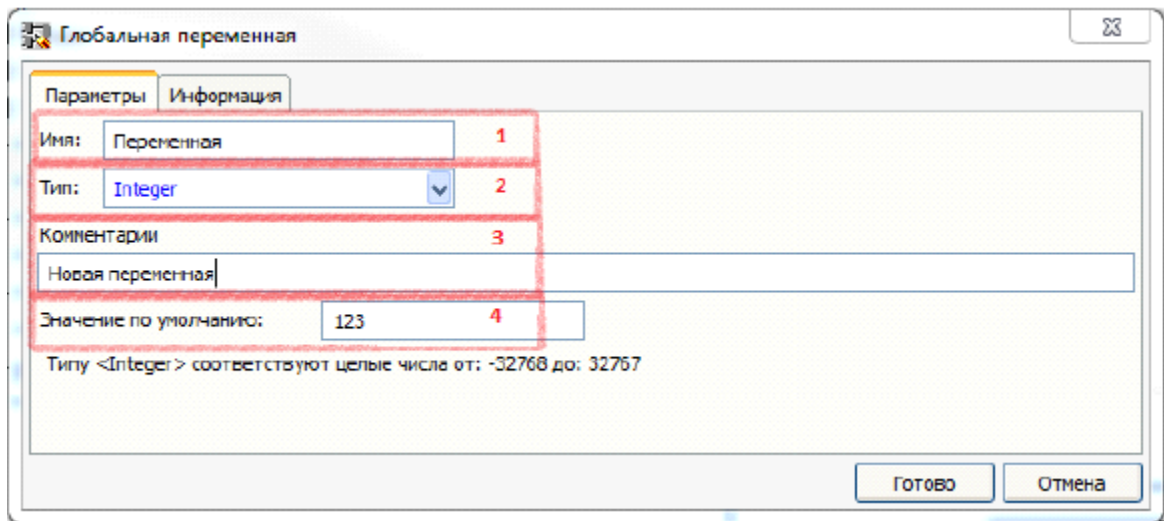 Глобальная переменная
Параметры Информация
Имя: Переменная 1
Тип: Integer 2
Комментарии 3
Новая переменная
Значение по умолчанию: 123 4
Типу <Integer> соответствуют целые числа от: -32768 до: 32767
Готово Отмена